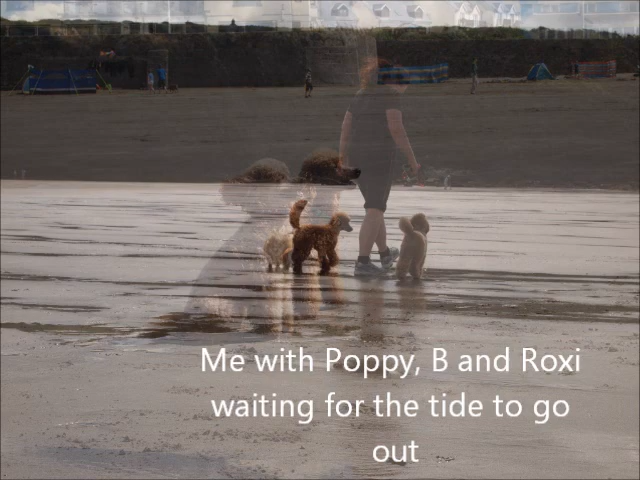 Me with Poppy, B and Roxi
waiting for the tide to go
out